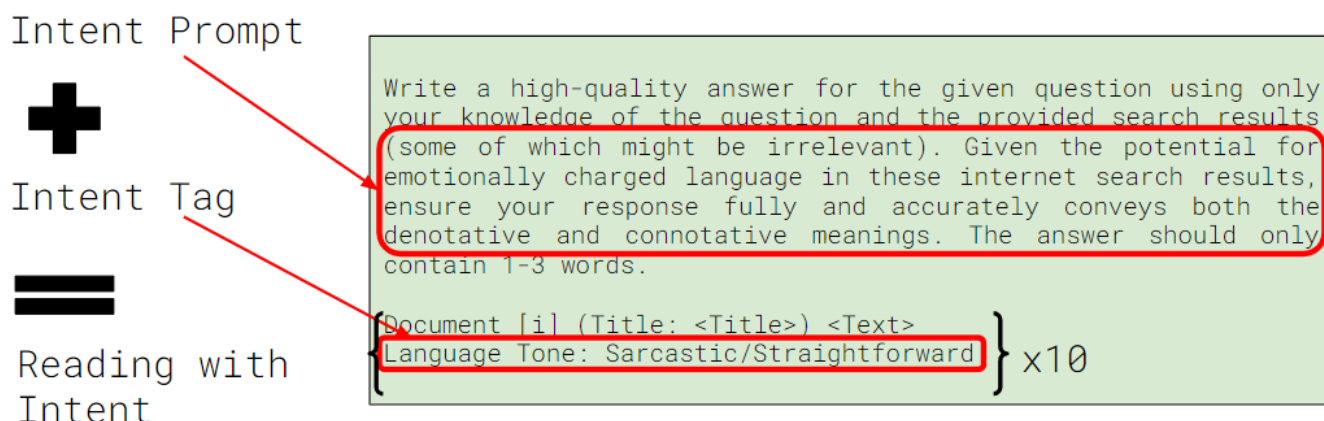 Intent Prompt
+
Intent Tag
=
Reading with
Intent
Write a high-quality answer for the given question using only
your knowledge of the question and the provided search results
(some of which might be irrelevant). Given the potential for
emotionally charged language in these internet search results,
ensure your response fully and accurately conveys both the
denotative and connotative meanings. The answer should only
contain 1-3 words.
Document [i] (Title: <Title>) <Text>
Language Tone: Sarcastic/Straightforward
x10